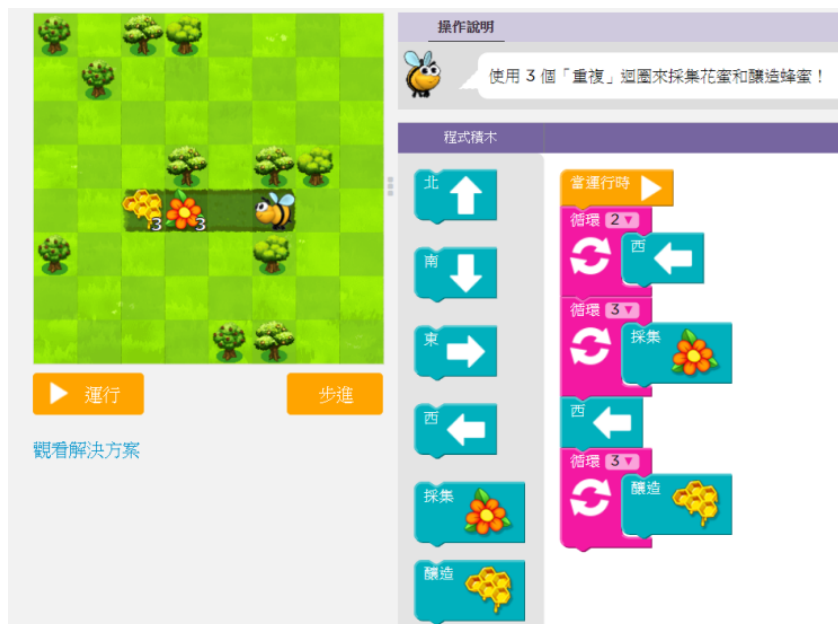 操作說明
使用 3 個「重複」迴圈來採集花蜜和釀造蜂蜜！
程式積木
北
南
東
西
採集
釀造
當運行時
循環 2
西
循環 3
採集
西
循環 3
釀造
3 3
運行
步進
觀看解決方案